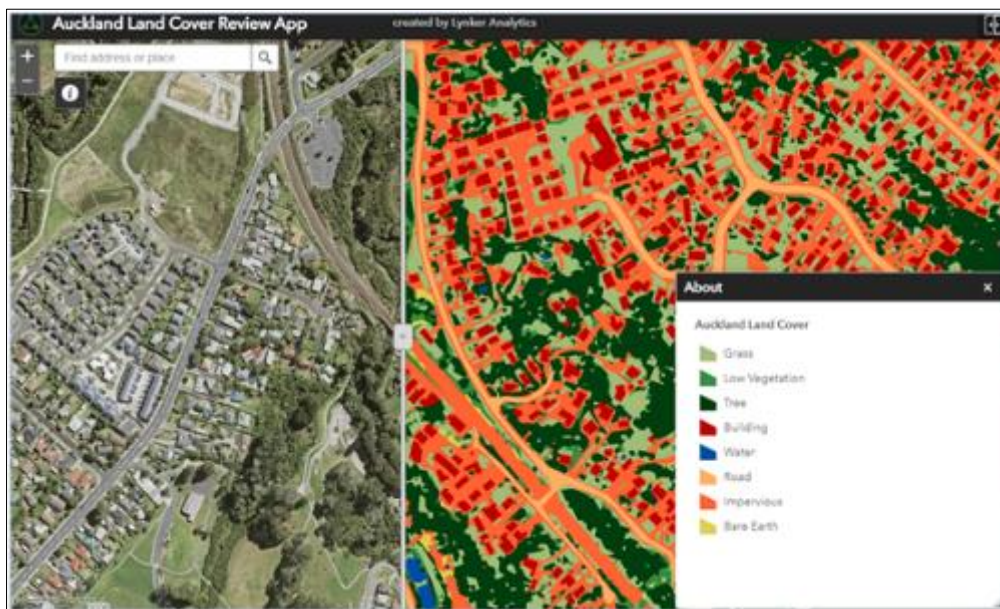 Auckland Land Cover Review App
created by Lynker Analytics
+
Find address or place
−
i
About
×
Auckland Land Cover
Grass
Low Vegetation
Tree
Building
Water
Road
Impervious
Bare Earth